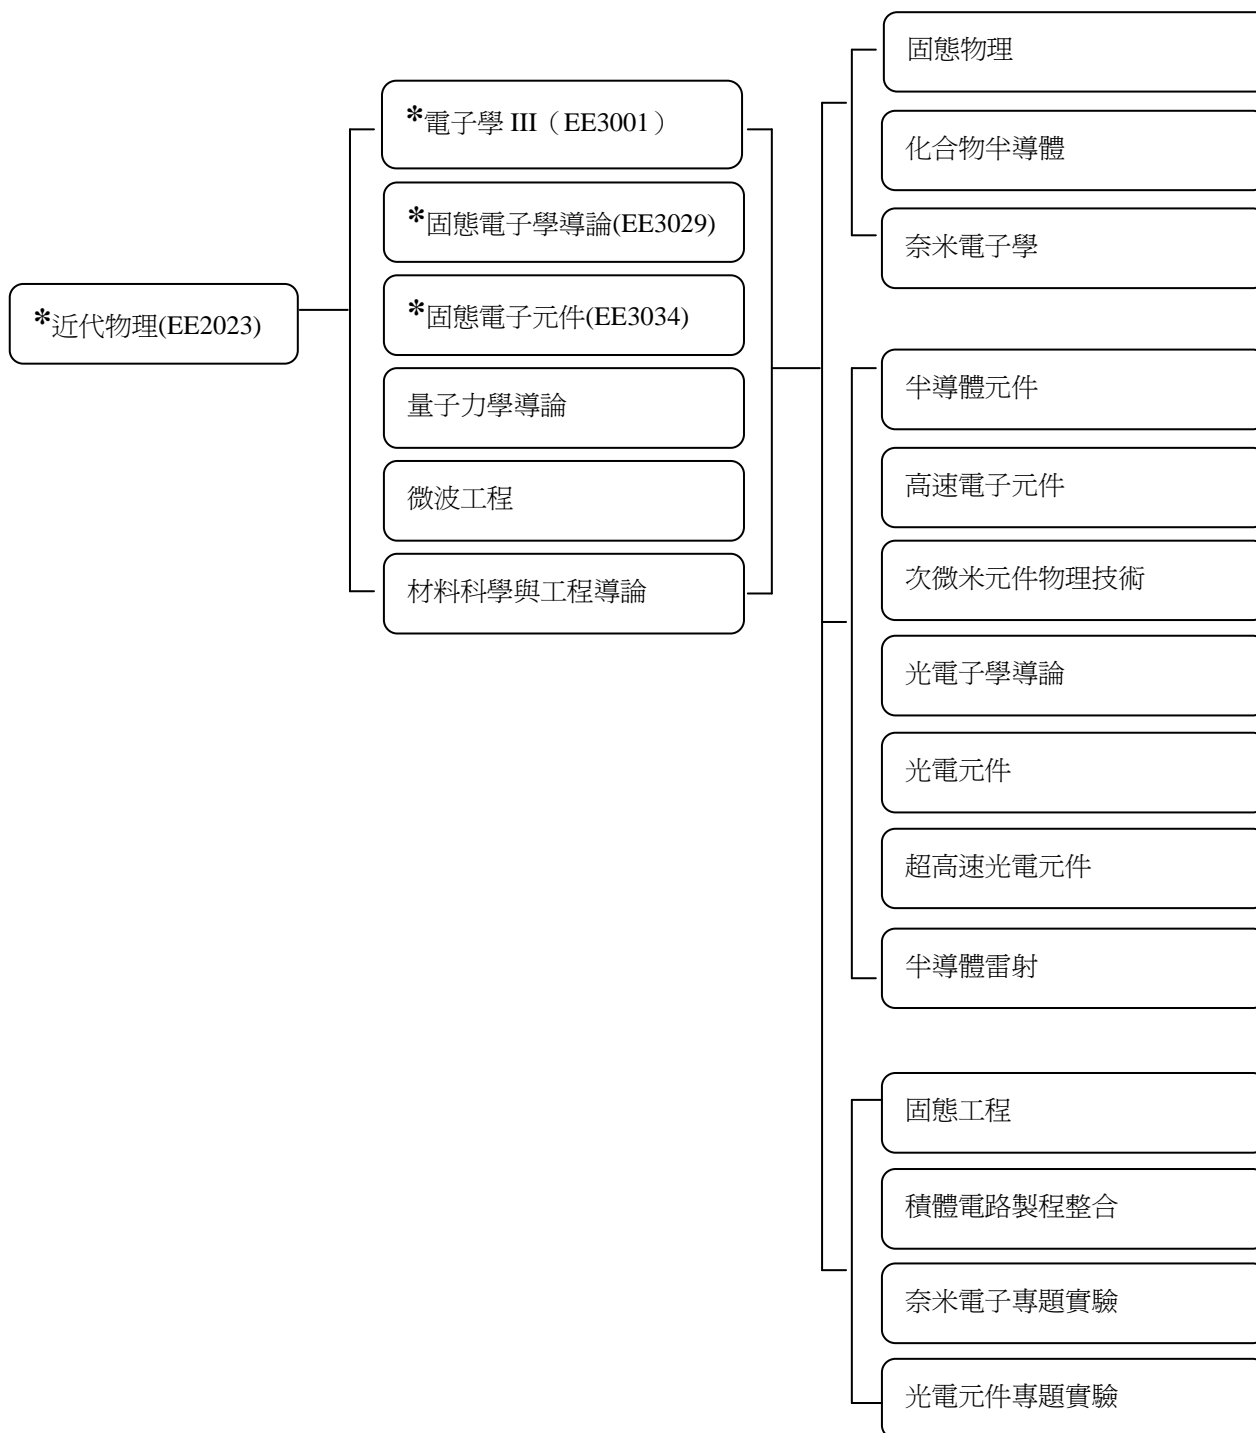 *近代物理(EE2023)
*電子學 III（EE3001）
*固態電子學導論(EE3029)
*固態電子元件(EE3034)
量子力學導論
微波工程
材料科學與工程導論
固態物理
化合物半導體
奈米電子學
半導體元件
高速電子元件
次微米元件物理技術
光電子學導論
光電元件
超高速光電元件
半導體雷射
固態工程
積體電路製程整合
奈米電子專題實驗
光電元件專題實驗